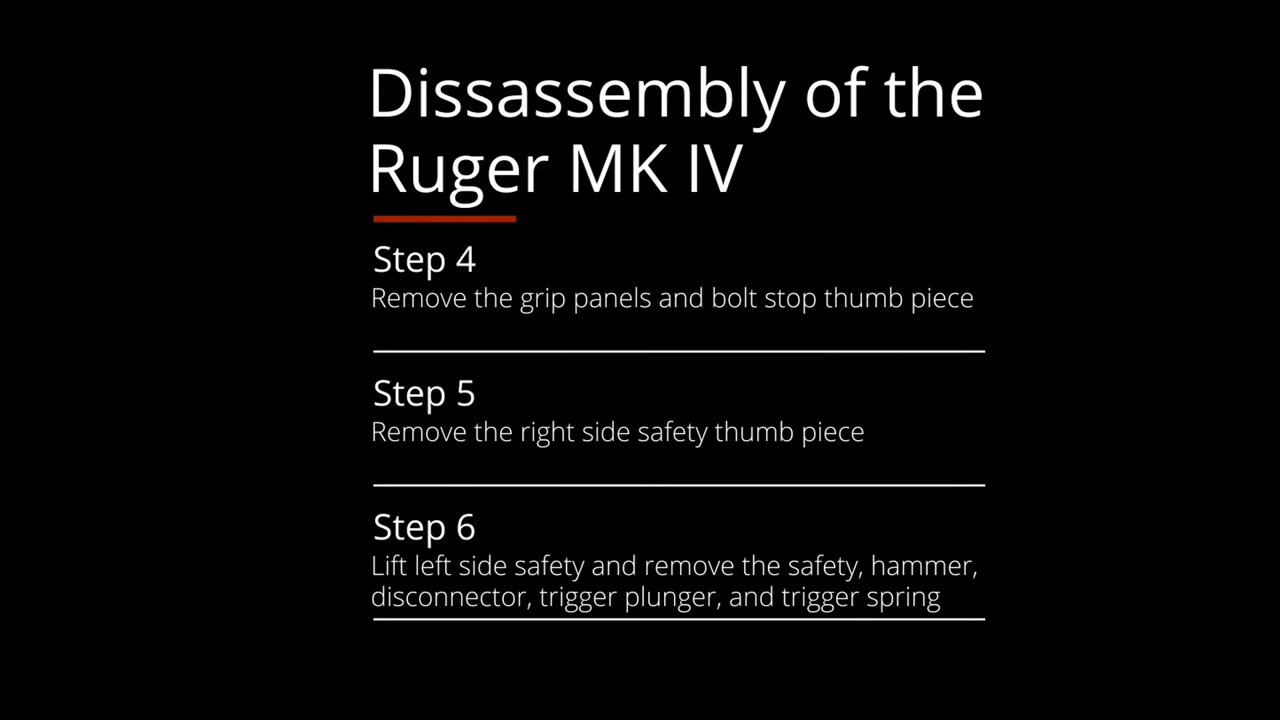 Dissassembly of the
Ruger MK IV
Step 4
Remove the grip panels and bolt stop thumb piece
Step 5
Remove the right side safety thumb piece
Step 6
Lift left side safety and remove the safety, hammer,
disconnector, trigger plunger, and trigger spring